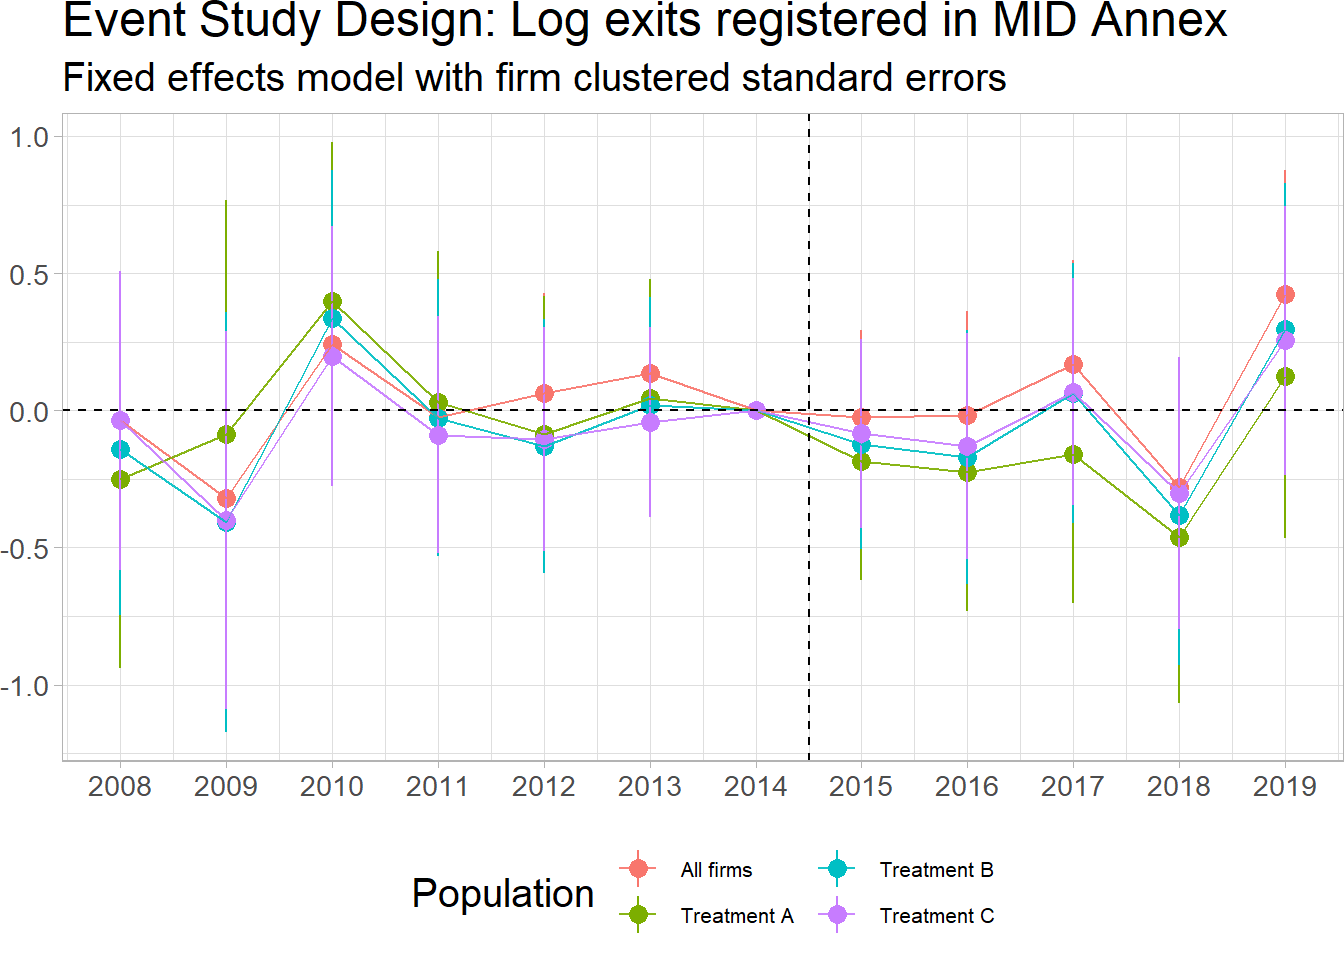 Event Study Design: Log exits registered in MID Annex
Fixed effects model with firm clustered standard errors
1.0
0.5
0.0
-0.5
-1.0
2008 2009 2010 2011 2012 2013 2014 2015 2016 2017 2018 2019
Population
All firms
Treatment A
Treatment B
Treatment C